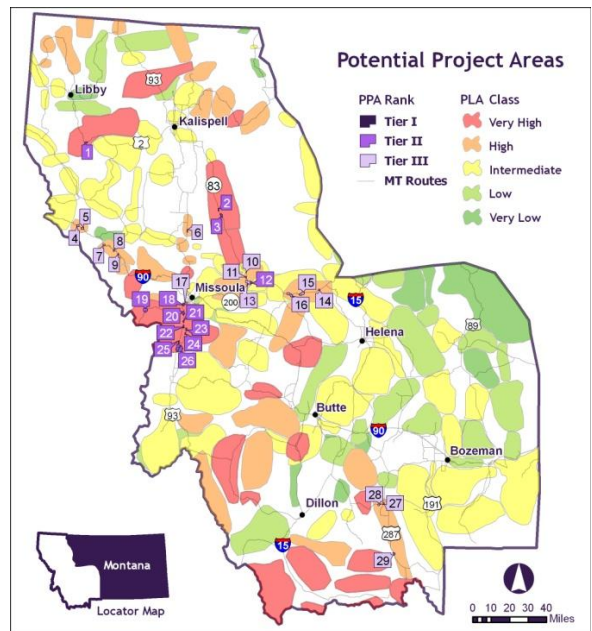 Potential Project Areas
PPA Rank
Tier I
Tier II
Tier III
MT Routes
PLA Class
Very High
High
Intermediate
Low
Very Low
93
Libby
Kalispell
2
1
83
2
3
5
4
6
8
7
9
10
11
12
90
17
Missoula
15
19
18
200
13
16
14
15
20
21
22
23
24
25
26
Helena
89
93
Butte
90
Bozeman
Dillon
28
27
191
287
15
29
Montana
Locator Map
0 10 20 30 40
Miles